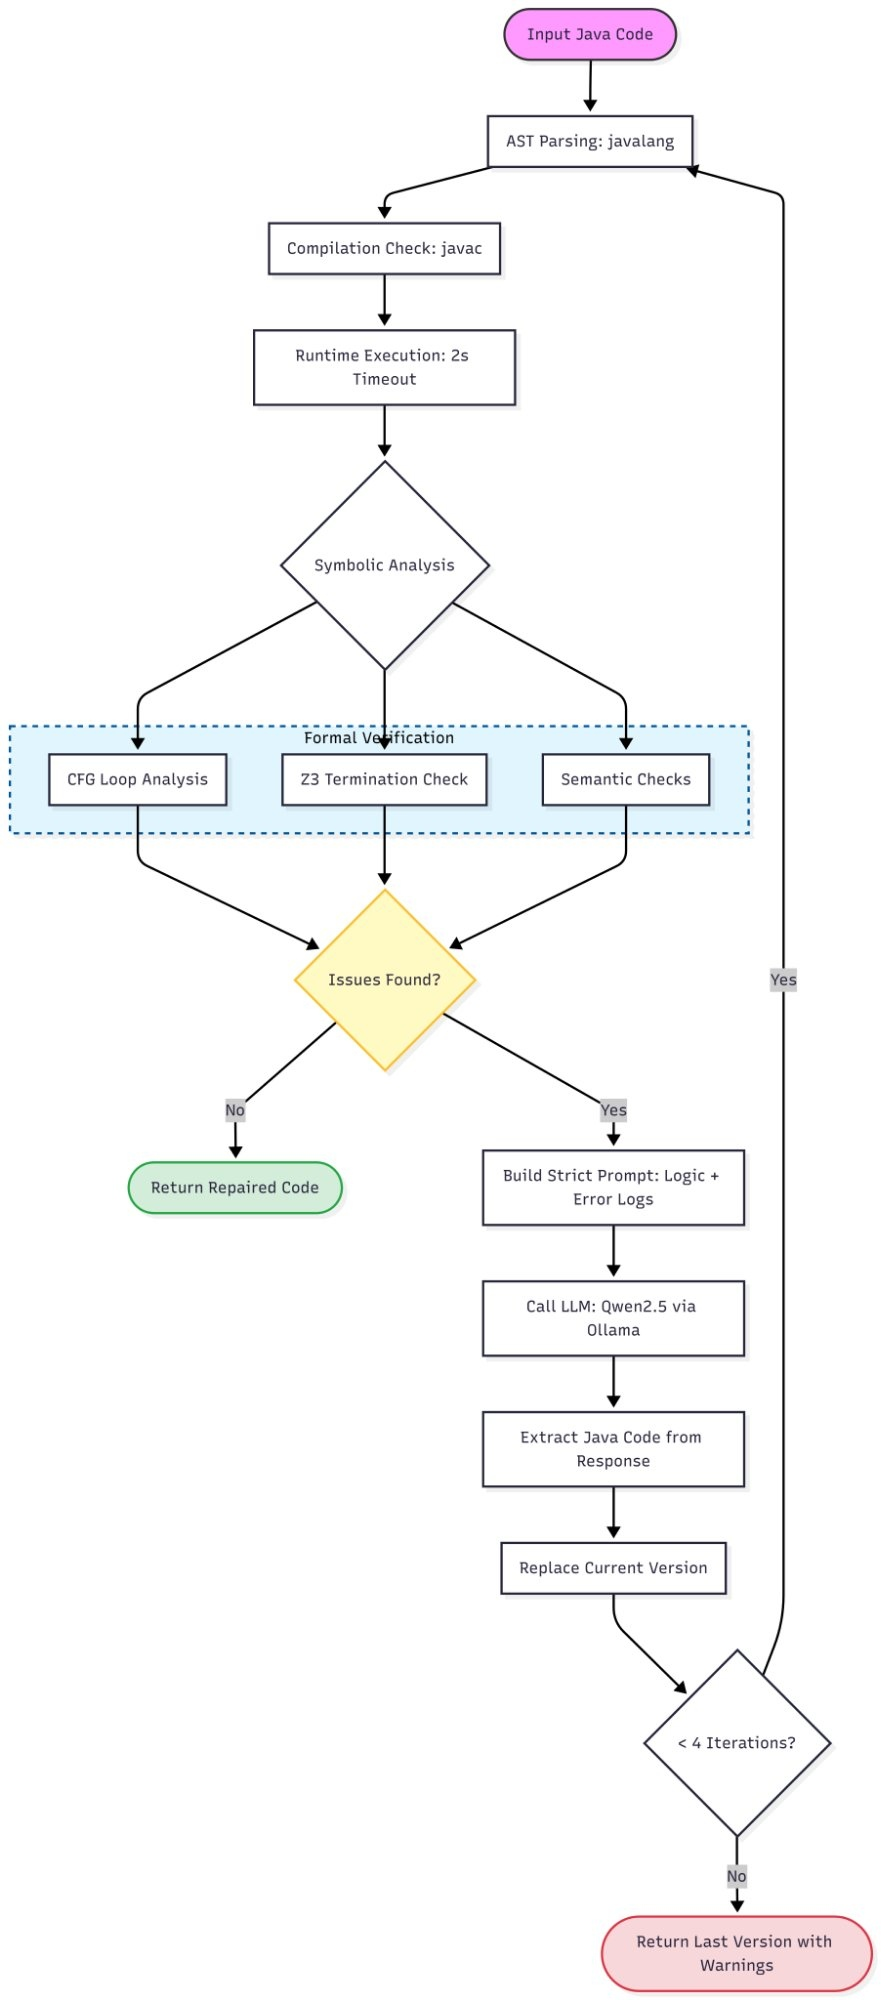 Input Java Code
AST Parsing: javalang
Compilation Check: javac
Runtime Execution: 2s
Timeout
Symbolic Analysis
Formal Verification
CFG Loop Analysis
Z3 Termination Check
Semantic Checks
Issues Found?
Yes
No
Yes
Return Repaired Code
Build Strict Prompt: Logic +
Error Logs
Call LLM: Qwen2.5 via
Ollama
Extract Java Code from
Response
Replace Current Version
< 4 Iterations?
No
Return Last Version with
Warnings